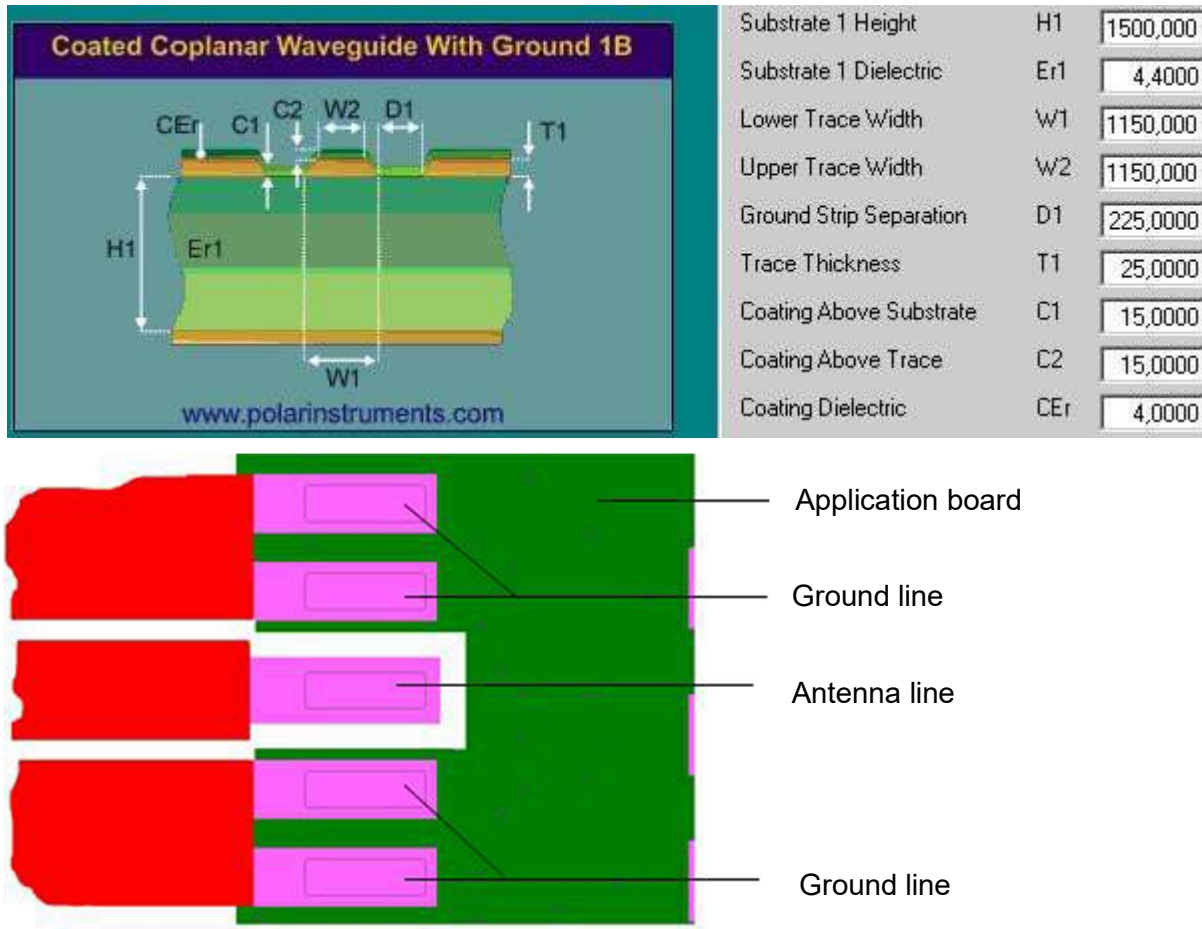 Coated Coplanar Waveguide With Ground 1B
CEr C1 C2 W2 D1 T1
H1 Er1
W1
www.polarinstruments.com
Substrate 1 Height H1 1500,000
Substrate 1 Dielectric Er1 4,4000
Lower Trace Width W1 1150,000
Upper Trace Width W2 1150,000
Ground Strip Separation D1 225,0000
Trace Thickness T1 25,0000
Coating Above Substrate C1 15,0000
Coating Above Trace C2 15,0000
Coating Dielectric CEr 4,0000
Application board
Ground line
Antenna line
Ground line